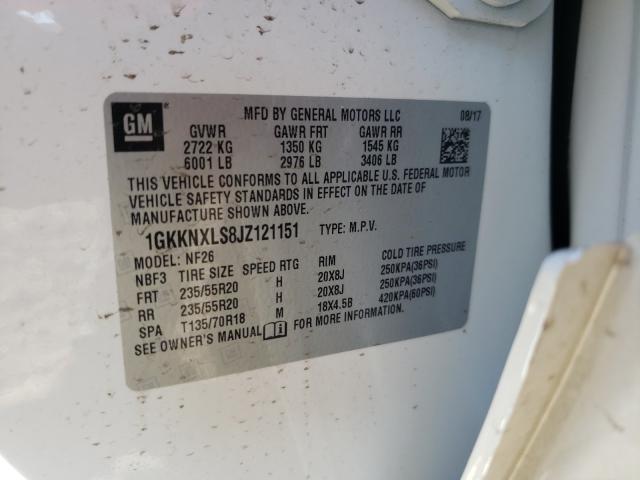 GM
MFD BY GENERAL MOTORS LLC 08/17
GVWR GAWR FRT GAWR RR
2722 KG 1350 KG 1545 KG
6001 LB 2976 LB 3406 LB
THIS VEHICLE CONFORMS TO ALL APPLICABLE U.S. FEDERAL MOTOR
VEHICLE SAFETY STANDARDS IN EFFECT ON THE DATE OF
MANUFACTURE SHOWN ABOVE.
1GKKNXLS8JZ121151 TYPE: M.P.V.
MODEL: NF26
NBF3 TIRE SIZE SPEED RTG RIM COLD TIRE PRESSURE
FRT 235/55R20 H 20X8J 250KPA(36PSI)
RR 235/55R20 H 20X8J 250KPA(36PSI)
SPA T135/70R18 M 18X4.5B 420KPA(60PSI)
SEE OWNER'S MANUAL FOR MORE INFORMATION.